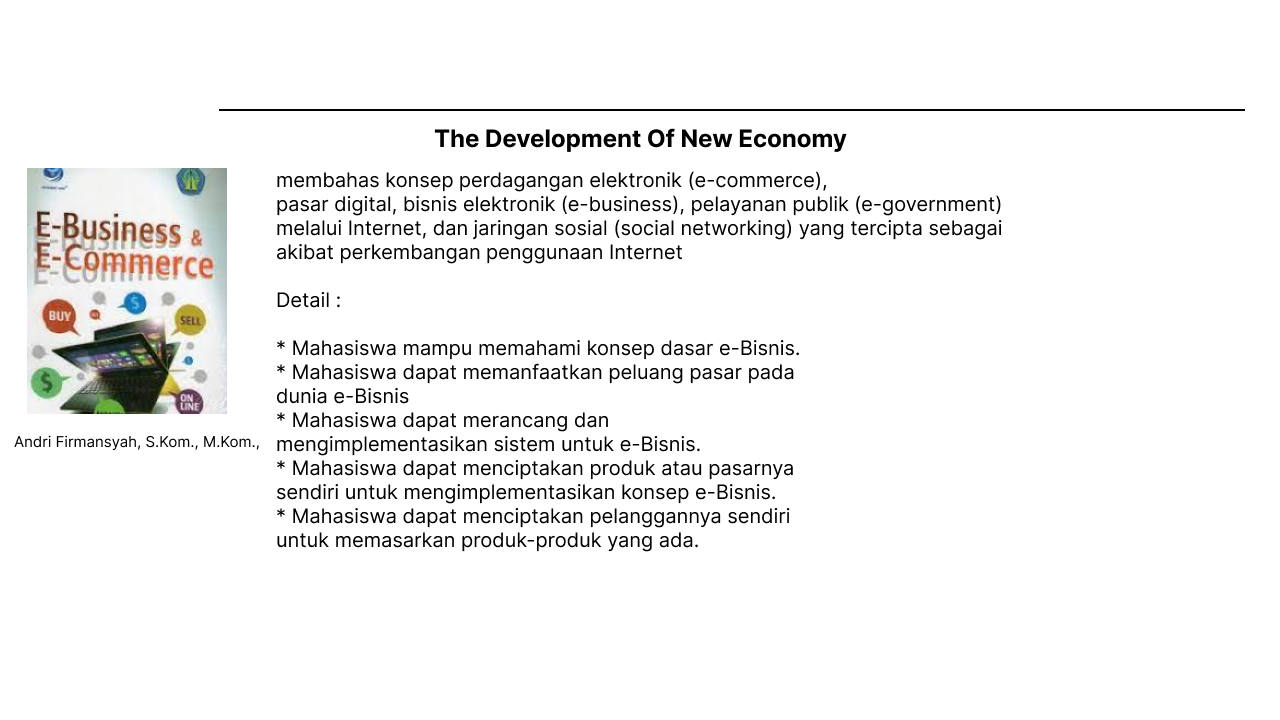 The Development Of New Economy
E-Business &
E-Commerce
BUY
$
SELL
$
ON
LINE
Andri Firmansyah, S.Kom., M.Kom.,
membahas konsep perdagangan elektronik (e-commerce),
pasar digital, bisnis elektronik (e-business), pelayanan publik (e-government)
melalui Internet, dan jaringan sosial (social networking) yang tercipta sebagai
akibat perkembangan penggunaan Internet
Detail :
* Mahasiswa mampu memahami konsep dasar e-Bisnis.
* Mahasiswa dapat memanfaatkan peluang pasar pada
dunia e-Bisnis
* Mahasiswa dapat merancang dan
mengimplementasikan sistem untuk e-Bisnis.
* Mahasiswa dapat menciptakan produk atau pasarnya
sendiri untuk mengimplementasikan konsep e-Bisnis.
* Mahasiswa dapat menciptakan pelanggannya sendiri
untuk memasarkan produk-produk yang ada.